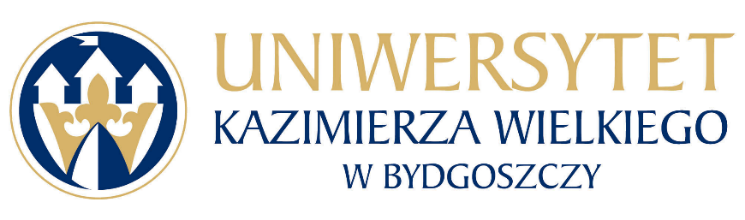 UNIWERSYTET
KAZIMIERZA WIELKIEGO
W BYDGOSZCZY